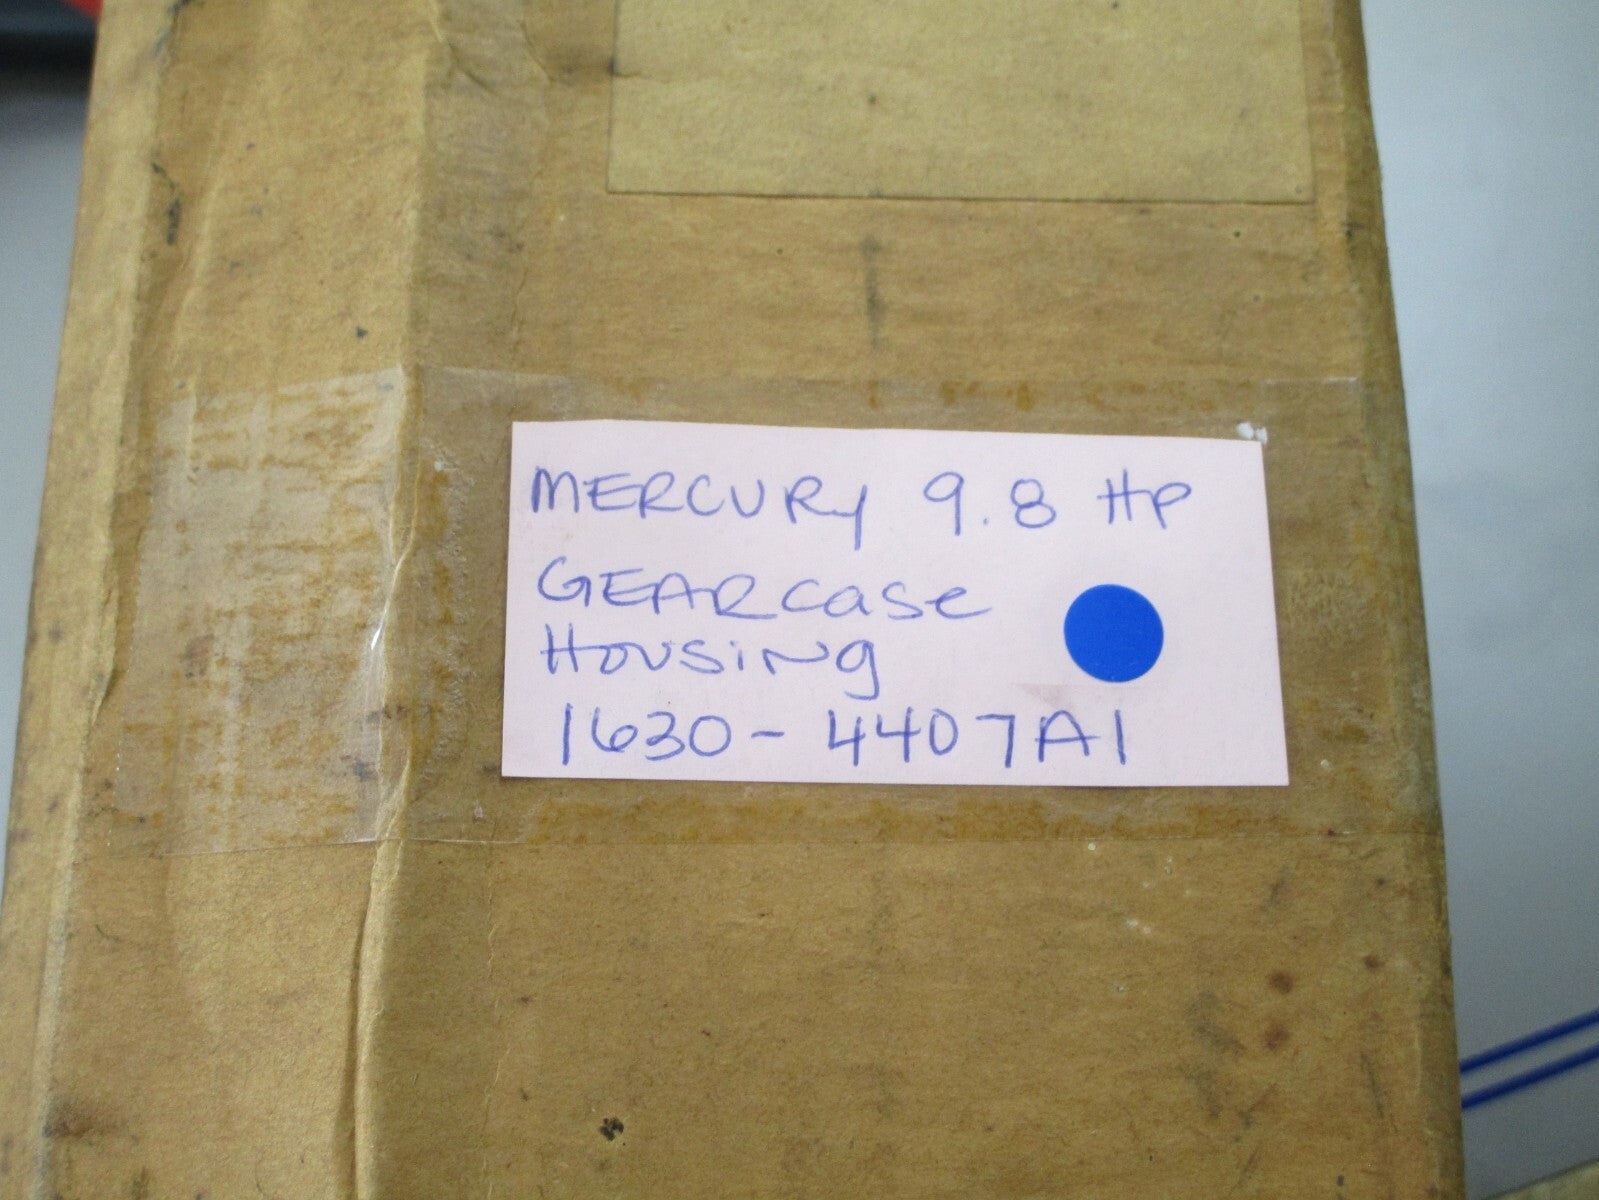 MERCURY 9.8 HP
GEARcaSe
HOUSiNg
1630-4407A1